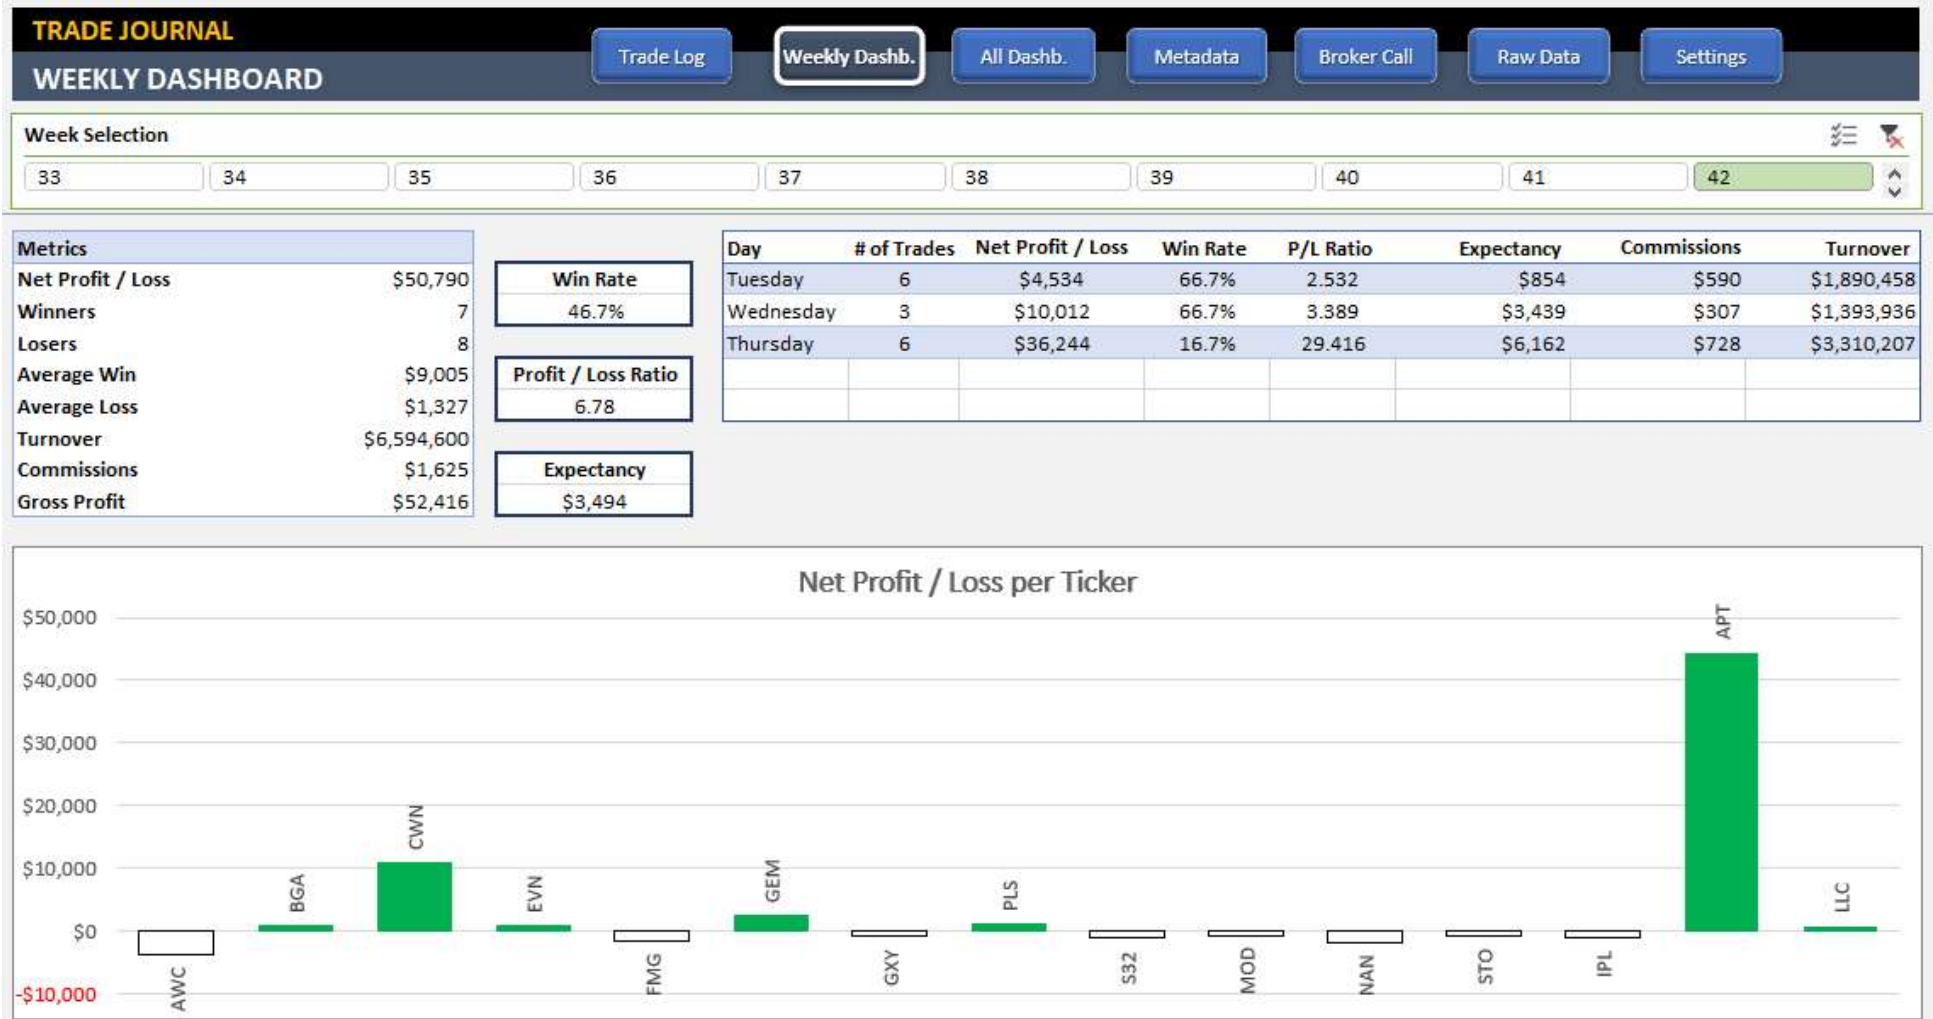 TRADE JOURNAL
WEEKLY DASHBOARD
Trade Log
Weekly Dashb.
All Dashb.
Metadata
Broker Call
Raw Data
Settings
Week Selection
33 34 35 36 37 38 39 40 41 42
Metrics
Net Profit / Loss $50,790
Winners 7
Losers 8
Average Win $9,005
Average Loss $1,327
Turnover $6,594,600
Commissions $1,625
Gross Profit $52,416
Win Rate
46.7%
Profit / Loss Ratio
6.78
Expectancy
$3,494
Day # of Trades Net Profit / Loss Win Rate P/L Ratio Expectancy Commissions Turnover
Tuesday 6 $4,534 66.7% 2.532 $854 $590 $1,890,458
Wednesday 3 $10,012 66.7% 3.389 $3,439 $307 $1,393,936
Thursday 6 $36,244 16.7% 29.416 $6,162 $728 $3,310,207
Net Profit / Loss per Ticker
$50,000
$40,000
$30,000
$20,000
$10,000
$0
-$10,000
AWC
BGA
CWN
EVN
FMG
GEM
GXY
PLS
S32
MOD
NAN
STO
IPL
APT
LLC